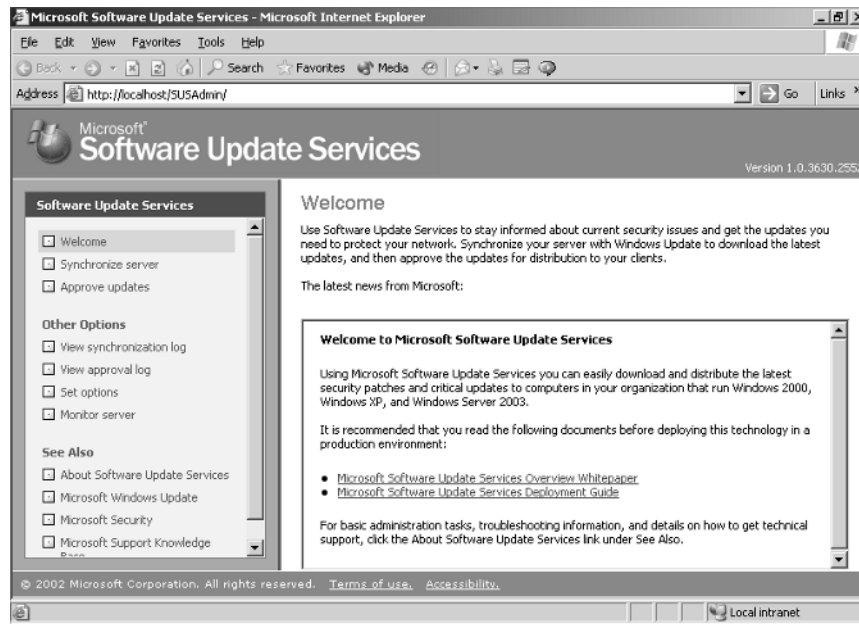 Microsoft Software Update Services - Microsoft Internet Explorer
File Edit View Favorites Tools Help
Back Search Favorites Media
Address http://localhost/SUSAdmin/ Go Links
Microsoft®
Software Update Services
Version 1.0.3630.255
Software Update Services
Welcome
Synchronize server
Approve updates
Other Options
View synchronization log
View approval log
Set options
Monitor server
See Also
About Software Update Services
Microsoft Windows Update
Microsoft Security
Microsoft Support Knowledge
Base
Welcome
Use Software Update Services to stay informed about current security issues and get the updates you
need to protect your network. Synchronize your server with Windows Update to download the latest
updates, and then approve the updates for distribution to your clients.
The latest news from Microsoft:
Welcome to Microsoft Software Update Services
Using Microsoft Software Update Services you can easily download and distribute the latest
security patches and critical updates to computers in your organization that run Windows 2000,
Windows XP, and Windows Server 2003.
It is recommended that you read the following documents before deploying this technology in a
production environment:
• Microsoft Software Update Services Overview Whitepaper
• Microsoft Software Update Services Deployment Guide
For basic administration tasks, troubleshooting information, and details on how to get technical
support, click the About Software Update Services link under See Also.
© 2002 Microsoft Corporation. All rights reserved. Terms of use. Accessibility.
Local intranet